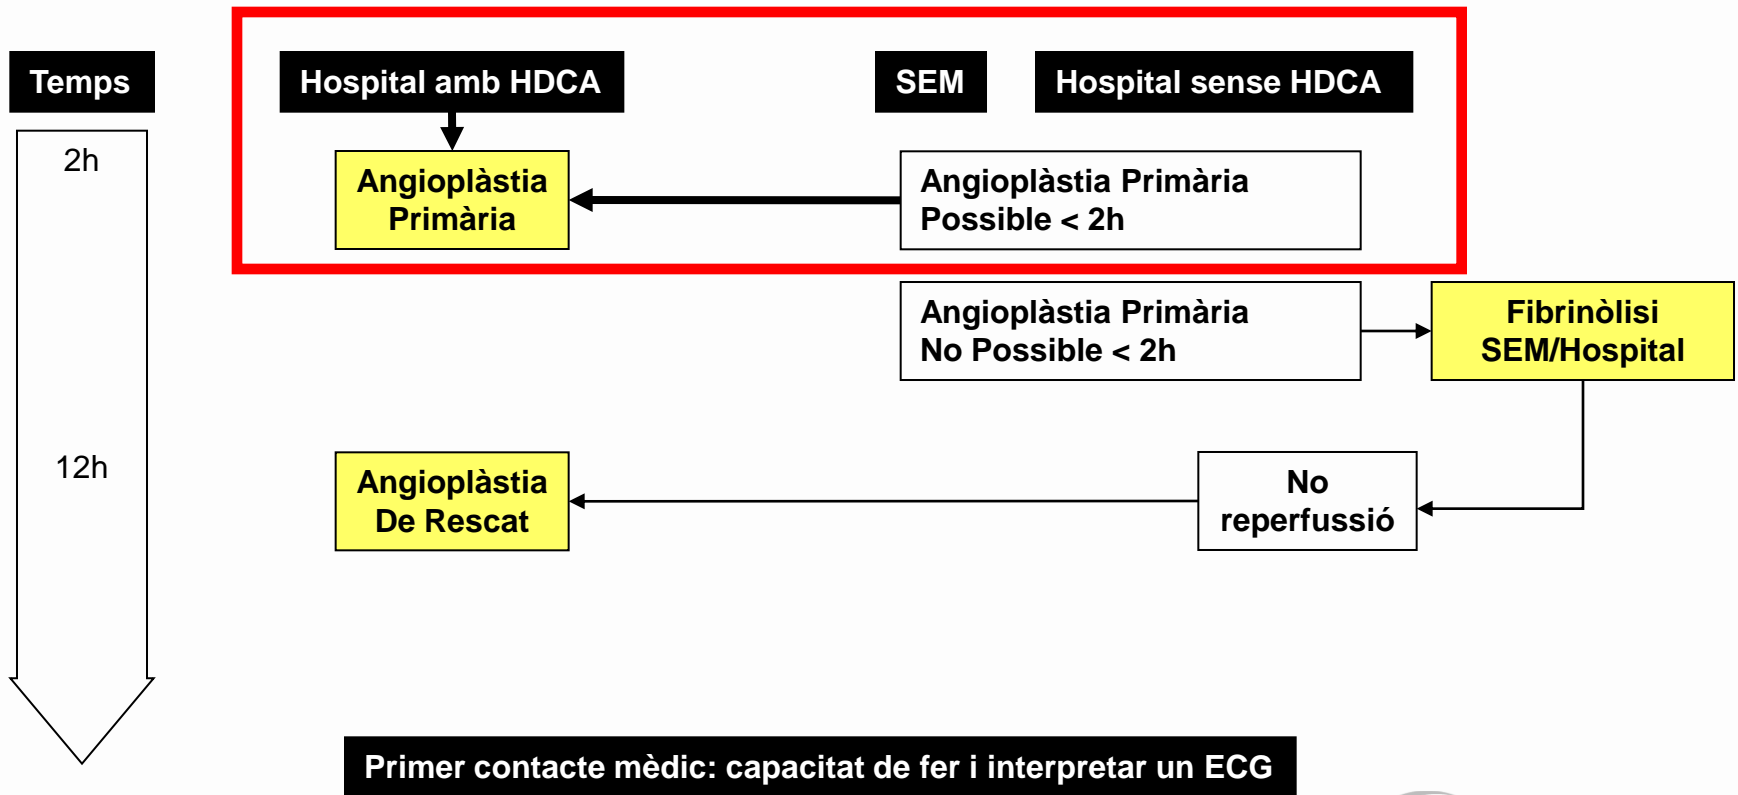 Temps
Hospital amb HDCA
SEM
Hospital sense HDCA
2h
Angioplàstia
Primària
Angioplàstia Primària
Possible < 2h
Angioplàstia Primària
No Possible < 2h
Fibrinòlisi
SEM/Hospital
12h
Angioplàstia
De Rescat
No
reperfussió
Primer contacte mèdic: capacitat de fer i interpretar un ECG